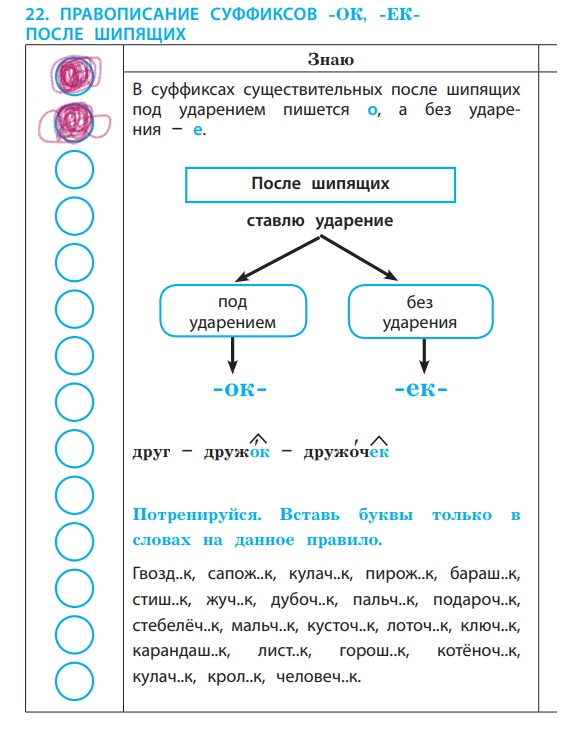 22. ПРАВОПИСАНИЕ СУФФИКСОВ -ОК, -ЕК-
ПОСЛЕ ШИПЯЩИХ
Знаю
В суффиксах существительных после шипящих
под ударением пишется о, а без ударе-
ния – е.
После шипящих
ставлю ударение
под
ударением
без
ударения
-ок-
-ек-
друг – дружо́к – дружо́чек
Потренируйся. Вставь буквы только в
словах на данное правило.
Гвозд..к, сапож..к, кулач..к, пирож..к, бараш..к,
стиш..к, жуч..к, дубоч..к, пальч..к, подароч..к,
стебелёч..к, мальч..к, кусточ..к, лоточ..к, ключ..к,
карандаш..к, лист..к, горош..к, котёноч..к,
кулач..к, крол..к, человеч..к.